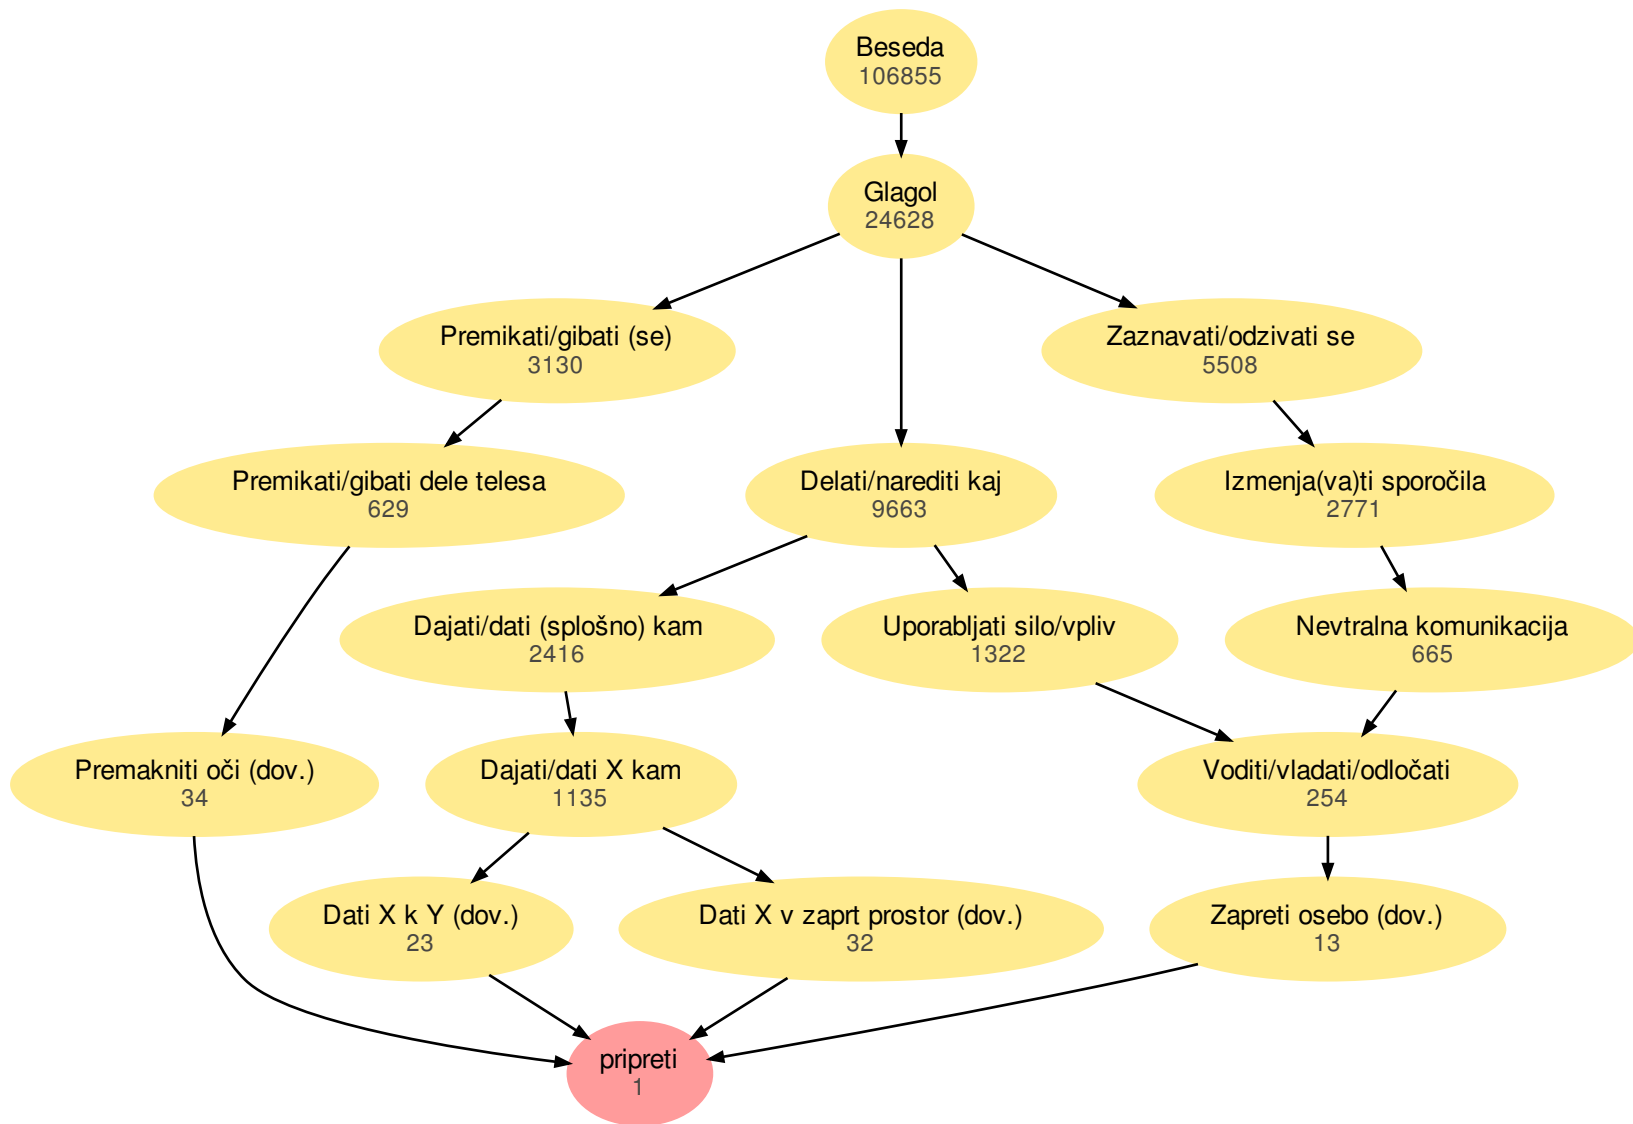 Beseda
106855
Glagol
24628
Premikati/gibati (se)
3130
Zaznavati/odzivati se
5508
Premikati/gibati dele telesa
629
Delati/narediti kaj
9663
Izmenja(va)ti sporočila
2771
Dajati/dati (splošno) kam
2416
Uporabljati silo/vpliv
1322
Nevtralna komunikacija
665
Premakniti oči (dov.)
34
Dajati/dati X kam
1135
Voditi/vladati/odločati
254
Dati X k Y (dov.)
23
Dati X v zaprt prostor (dov.)
32
Zapreti osebo (dov.)
13
pripreti
1